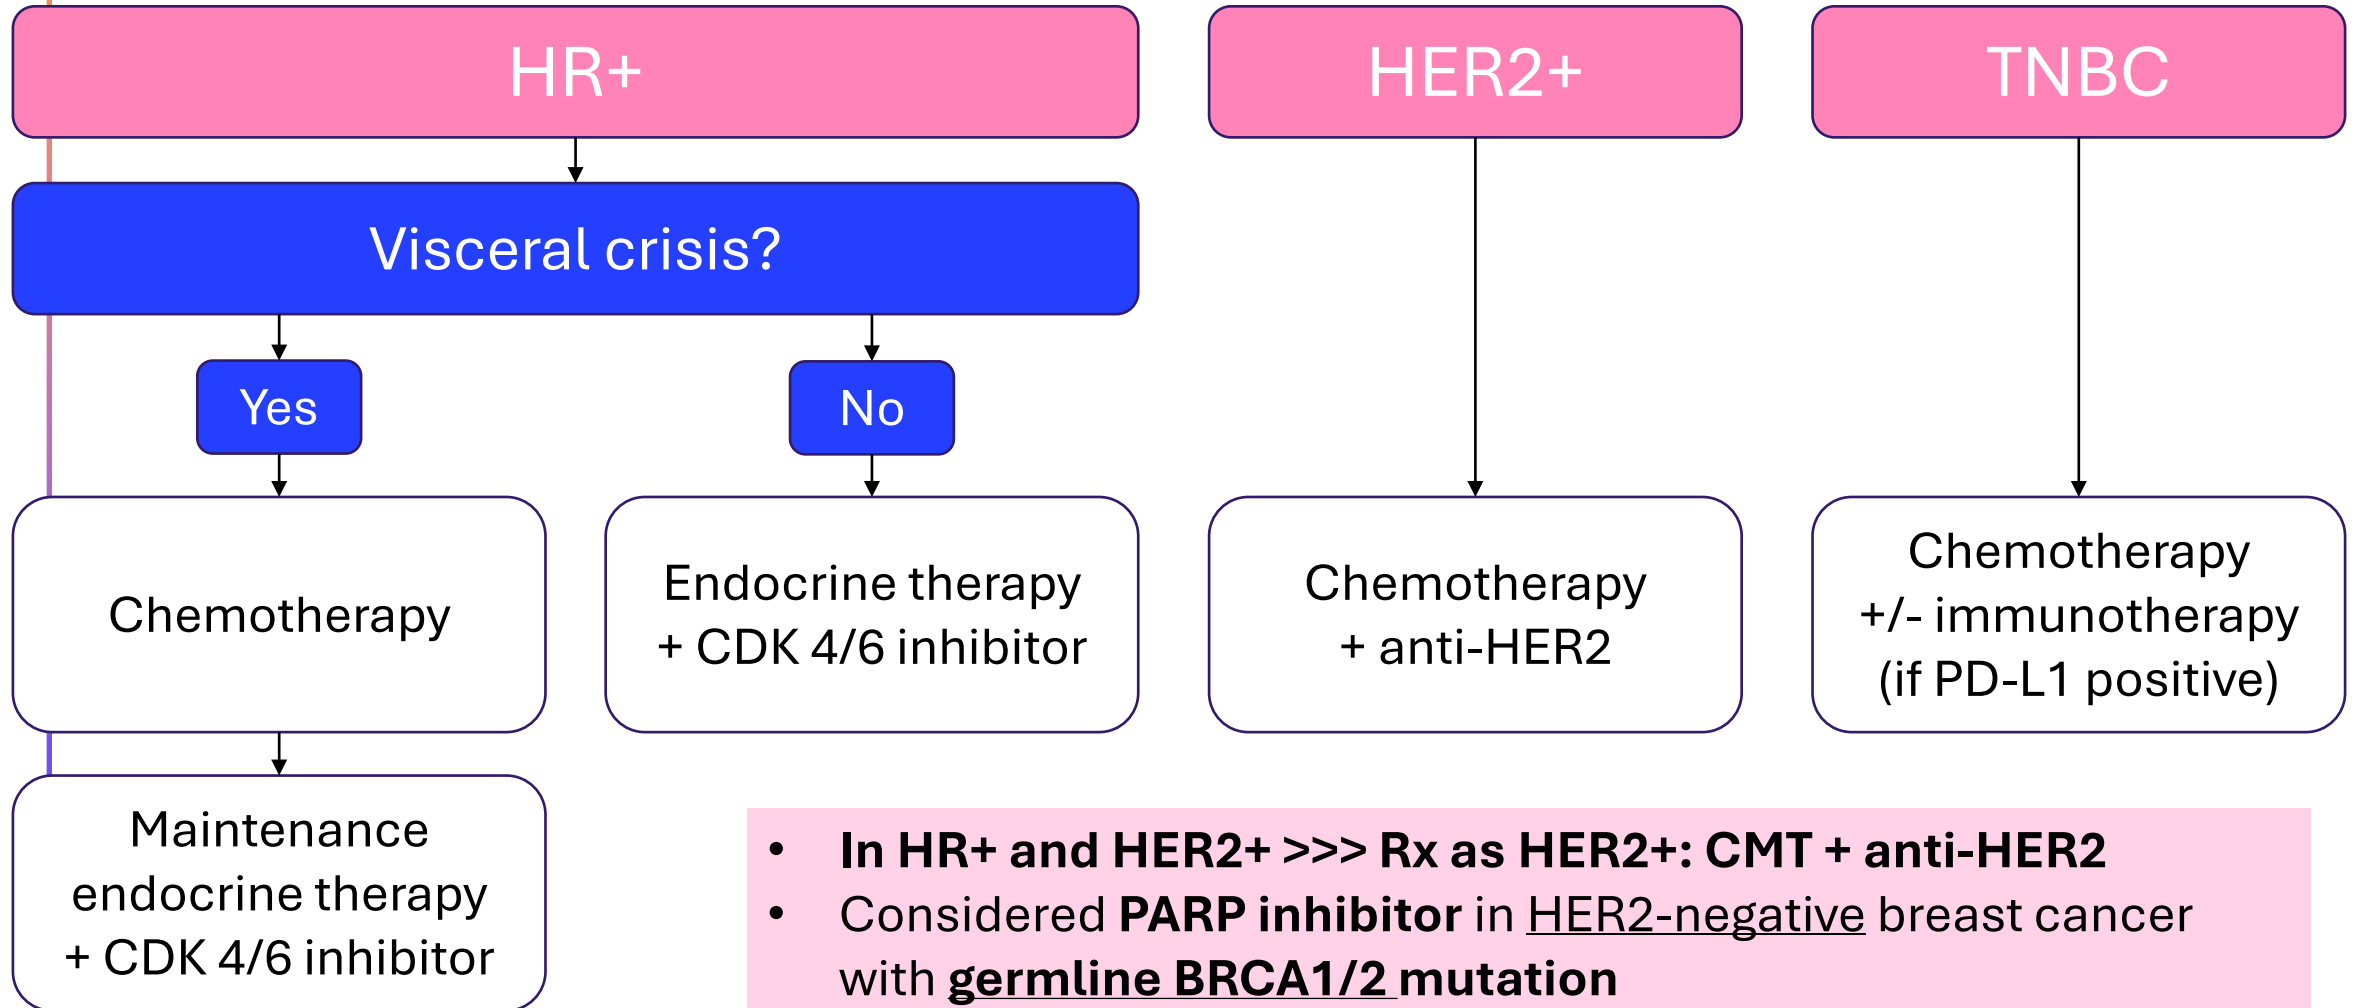 HR+
HER2+
TNBC
Visceral crisis?
Yes
No
Chemotherapy
Endocrine therapy
+ CDK 4/6 inhibitor
Chemotherapy
+ anti-HER2
Chemotherapy
+/- immunotherapy
(if PD-L1 positive)
Maintenance
endocrine therapy
+ CDK 4/6 inhibitor
• In HR+ and HER2+ >>> Rx as HER2+: CMT + anti-HER2
• Considered PARP inhibitor in HER2-negative breast cancer
with germline BRCA1/2 mutation